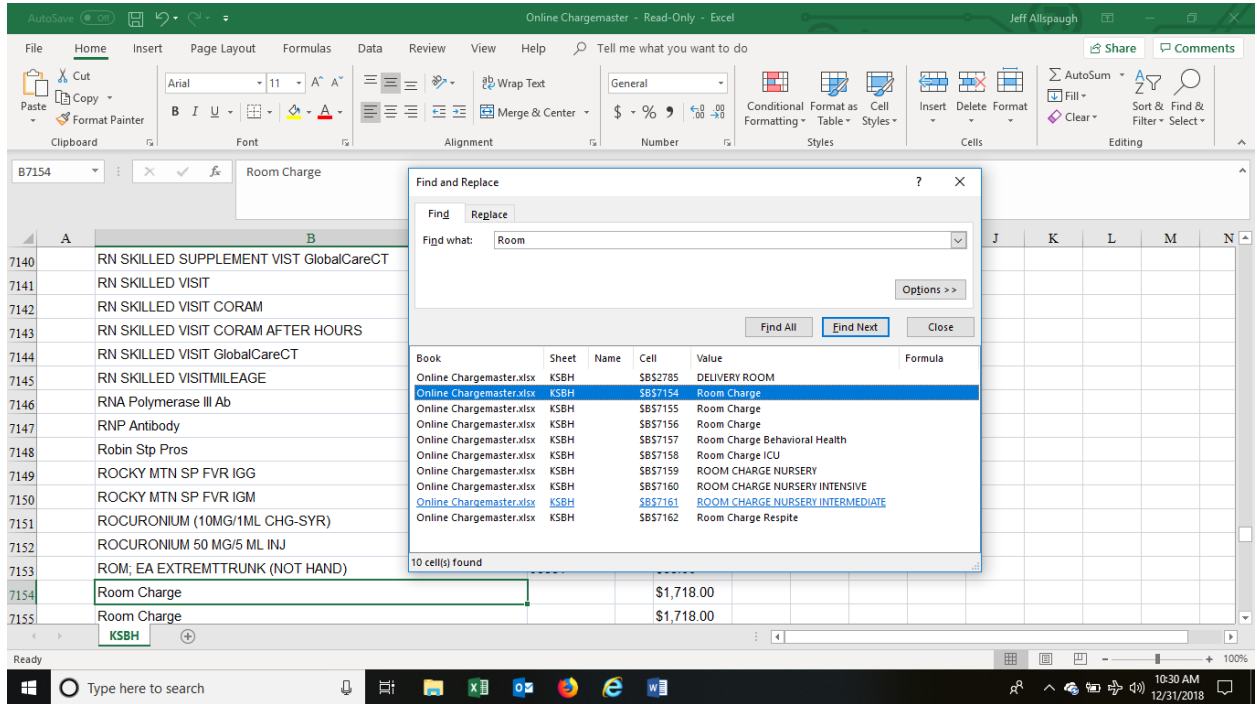 AutoSave Off
Online Chargemaster - Read-Only - Excel
Jeff Allspaugh
File Home Insert Page Layout Formulas Data Review View Help Tell me what you want to do Share Comments
Paste
Cut
Copy
Format Painter
Clipboard
Arial 11
B I U
Font
Wrap Text
Merge & Center
Alignment
General
$ % 9
Number
Conditional Formatting
Format as Table
Cell Styles
Styles
Insert Delete Format
Cells
AutoSum
Fill
Clear
Sort & Filter
Find & Select
Editing
B7154 fx Room Charge
A B J K L M N
7140 RN SKILLED SUPPLEMENT VIST GlobalCareCT
7141 RN SKILLED VISIT
7142 RN SKILLED VISIT CORAM
7143 RN SKILLED VISIT CORAM AFTER HOURS
7144 RN SKILLED VISIT GlobalCareCT
7145 RN SKILLED VISITMILEAGE
7146 RNA Polymerase III Ab
7147 RNP Antibody
7148 Robin Stp Pros
7149 ROCKY MTN SP FVR IGG
7150 ROCKY MTN SP FVR IGM
7151 ROCURONIUM (10MG/1ML CHG-SYR)
7152 ROCURONIUM 50 MG/5 ML INJ
7153 ROM; EA EXTREMTTRUNK (NOT HAND)
7154 Room Charge $1,718.00
7155 Room Charge $1,718.00
Find and Replace ?
Find Replace
Find what: Room
Options >>
Find All Find Next Close
Book Sheet Name Cell Value Formula
Online Chargemaster.xlsx KSBH $B$2785 DELIVERY ROOM
Online Chargemaster.xlsx KSBH $B$7154 Room Charge
Online Chargemaster.xlsx KSBH $B$7155 Room Charge
Online Chargemaster.xlsx KSBH $B$7156 Room Charge
Online Chargemaster.xlsx KSBH $B$7157 Room Charge Behavioral Health
Online Chargemaster.xlsx KSBH $B$7158 Room Charge ICU
Online Chargemaster.xlsx KSBH $B$7159 ROOM CHARGE NURSERY
Online Chargemaster.xlsx KSBH $B$7160 ROOM CHARGE NURSERY INTENSIVE
Online Chargemaster.xlsx KSBH $B$7161 ROOM CHARGE NURSERY INTERMEDIATE
Online Chargemaster.xlsx KSBH $B$7162 Room Charge Respite
10 cell(s) found
KSBH
Ready
100%
Type here to search
10:30 AM
12/31/2018